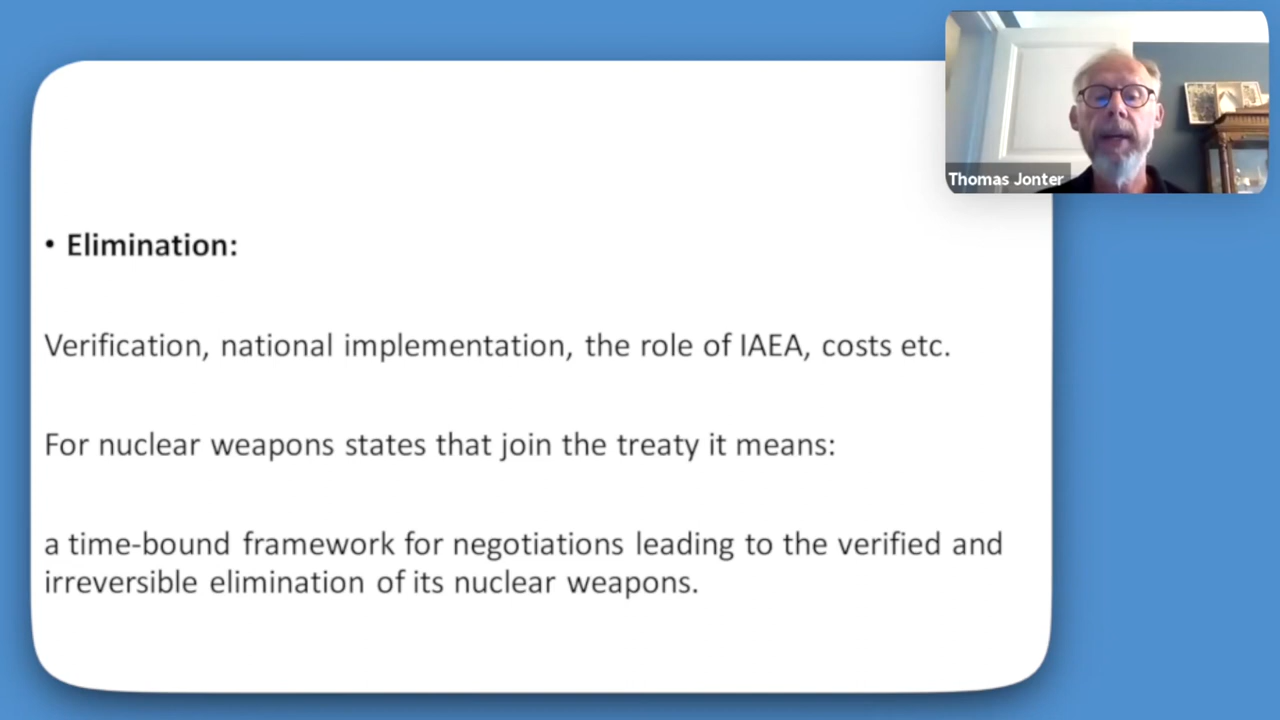 Thomas Jonter
• Elimination:
Verification, national implementation, the role of IAEA, costs etc.
For nuclear weapons states that join the treaty it means:
a time-bound framework for negotiations leading to the verified and
irreversible elimination of its nuclear weapons.